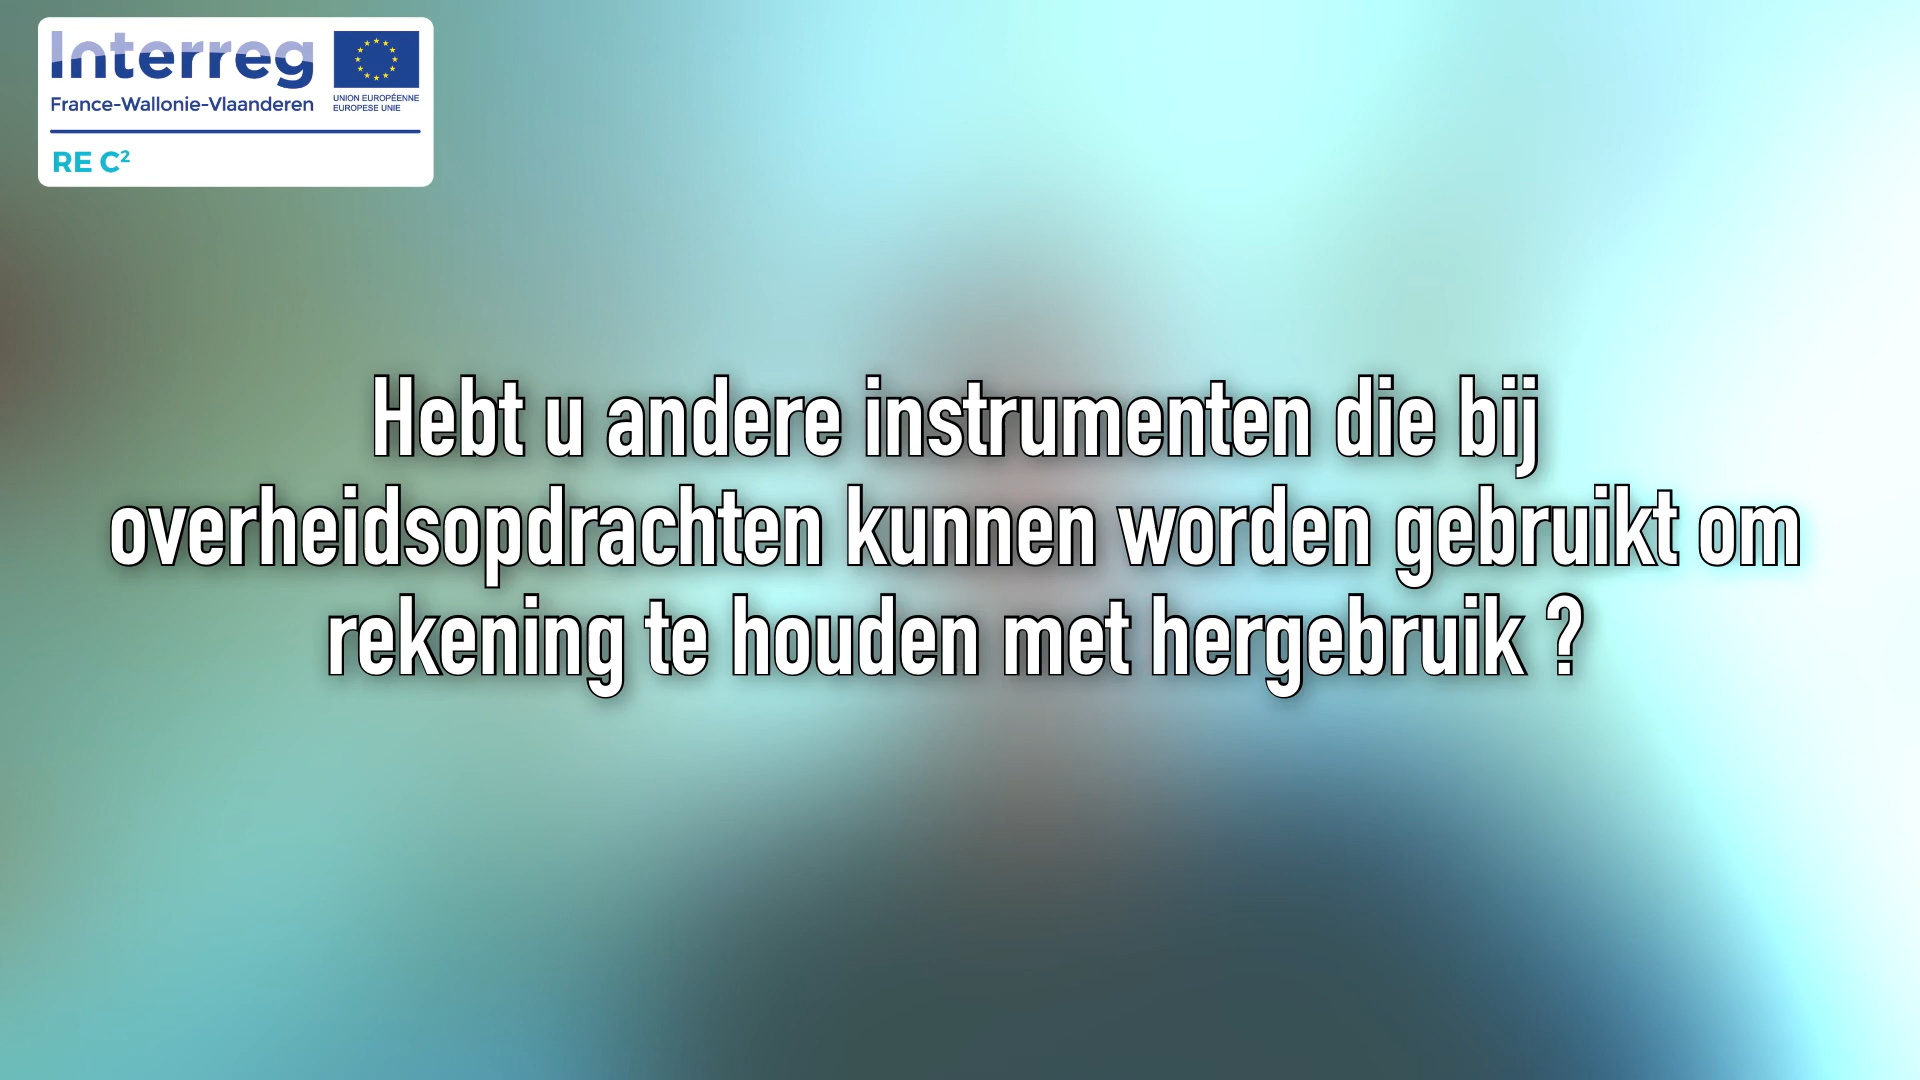 Interreg
France-Wallonie-Vlaanderen
UNION EUROPÉENNE
EUROPESE UNIE
RE C²
Hebt u andere instrumenten die bij
overheidsopdrachten kunnen worden gebruikt om
rekening te houden met hergebruik ?